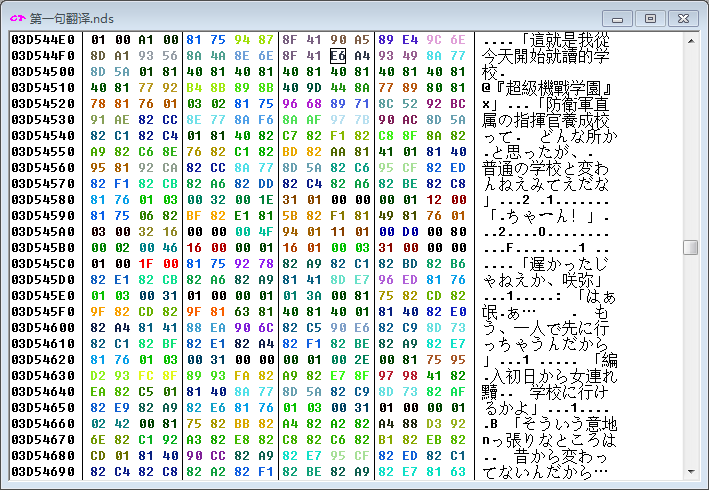 第一句翻译.nds
03D544E0 01 00 A1 00 81 75 94 87 8F 41 90 A5 89 E4 9C 6E ....「這就是我從
03D544F0 8D A1 93 56 8A 4A 8E 6E 8F 41 E6 A4 93 49 8A 77 今天開始就讀的学
03D54500 8D 5A 01 81 40 81 40 81 40 81 40 81 40 81 40 81 校.
03D54510 40 81 77 92 B4 8B 89 8B 40 9D 44 8A 77 89 80 81 @『超級機戰学園』
03D54520 78 81 76 01 03 02 81 75 96 68 89 71 8C 52 92 BC x」...「防衛軍直
03D54530 91 AE 82 CC 8E 77 8A F6 8A AF 97 7B 90 AC 8D 5A 属の指揮官養成校
03D54540 82 C1 82 C4 01 81 40 82 C7 82 F1 82 C8 8F 8A 82 って. どんな所か
03D54550 A9 82 C6 8E 76 82 C1 82 BD 82 AA 81 41 01 81 40 .と思ったが、.
03D54560 95 81 92 CA 82 CC 8A 77 8D 5A 82 C6 95 CF 82 ED 普通の学校と変わ
03D54570 82 F1 82 CB 82 A6 82 DD 82 C4 82 A6 82 BE 82 C8 んねえみてえだな
03D54580 81 76 01 03 00 32 00 1E 01 00 00 01 00 01 12 00 」...2 .1.......
03D54590 81 75 06 82 BF 82 E1 81 5B 82 F1 81 49 81 76 01 「.ちゃーん！」.
03D545A0 03 00 32 16 00 00 00 4F 94 01 11 01 00 D0 00 80 ..2....O........
03D545B0 00 02 00 46 16 00 00 01 16 01 00 03 31 00 00 00 ...F........1 ..
03D545C0 00 01 1F 00 81 75 92 78 82 A9 82 C1 82 BD 82 B6 ....「遅かったじ
03D545D0 82 E1 82 CB 82 A6 82 A9 81 41 8D E7 96 ED 81 76 ゃねえか、咲弥」
03D545E0 01 03 00 31 01 00 00 01 01 3A 00 81 75 82 CD 82 ...1.....: 「はぁ
03D545F0 9F 82 CD 82 9F 81 63 81 40 81 40 01 81 40 82 E0 氓.ぁ… . も
03D54600 82 A4 81 41 88 EA 90 6C 82 C5 90 E6 82 C9 8D 73 う、一人で先に行
03D54610 82 C1 82 BF 82 E1 82 A4 82 F1 82 BE 82 A9 82 E7 っちゃうんだから
03D54620 81 76 01 03 00 31 00 00 00 01 00 2E 00 81 75 95 」...1 ..... 「編
03D54630 D2 93 FC 8F 89 93 FA 82 A9 82 E7 8F 97 98 41 82 .入初日から女連れ
03D54640 EA 82 C5 01 81 40 8A 77 8D 5A 82 C9 8D 73 82 AF 黷.. 学校に行け
03D54650 82 E9 82 A9 82 E6 81 76 01 03 00 31 01 00 00 01 るかよ」...1....
03D54660 02 42 00 81 75 82 BB 82 A4 82 A2 82 A4 88 D3 92 .B 「そういう意地
03D54670 6E 82 C1 92 A3 82 E8 82 C8 82 C6 82 B1 82 EB 82 nっ張りなところは
03D54680 CD 01 81 40 90 CC 82 A9 82 E7 95 CF 82 ED 82 C1 .. 昔から変わっ
03D54690 82 C4 82 C8 82 A2 82 F1 82 BE 82 A9 82 E7 81 63 てないんだから…